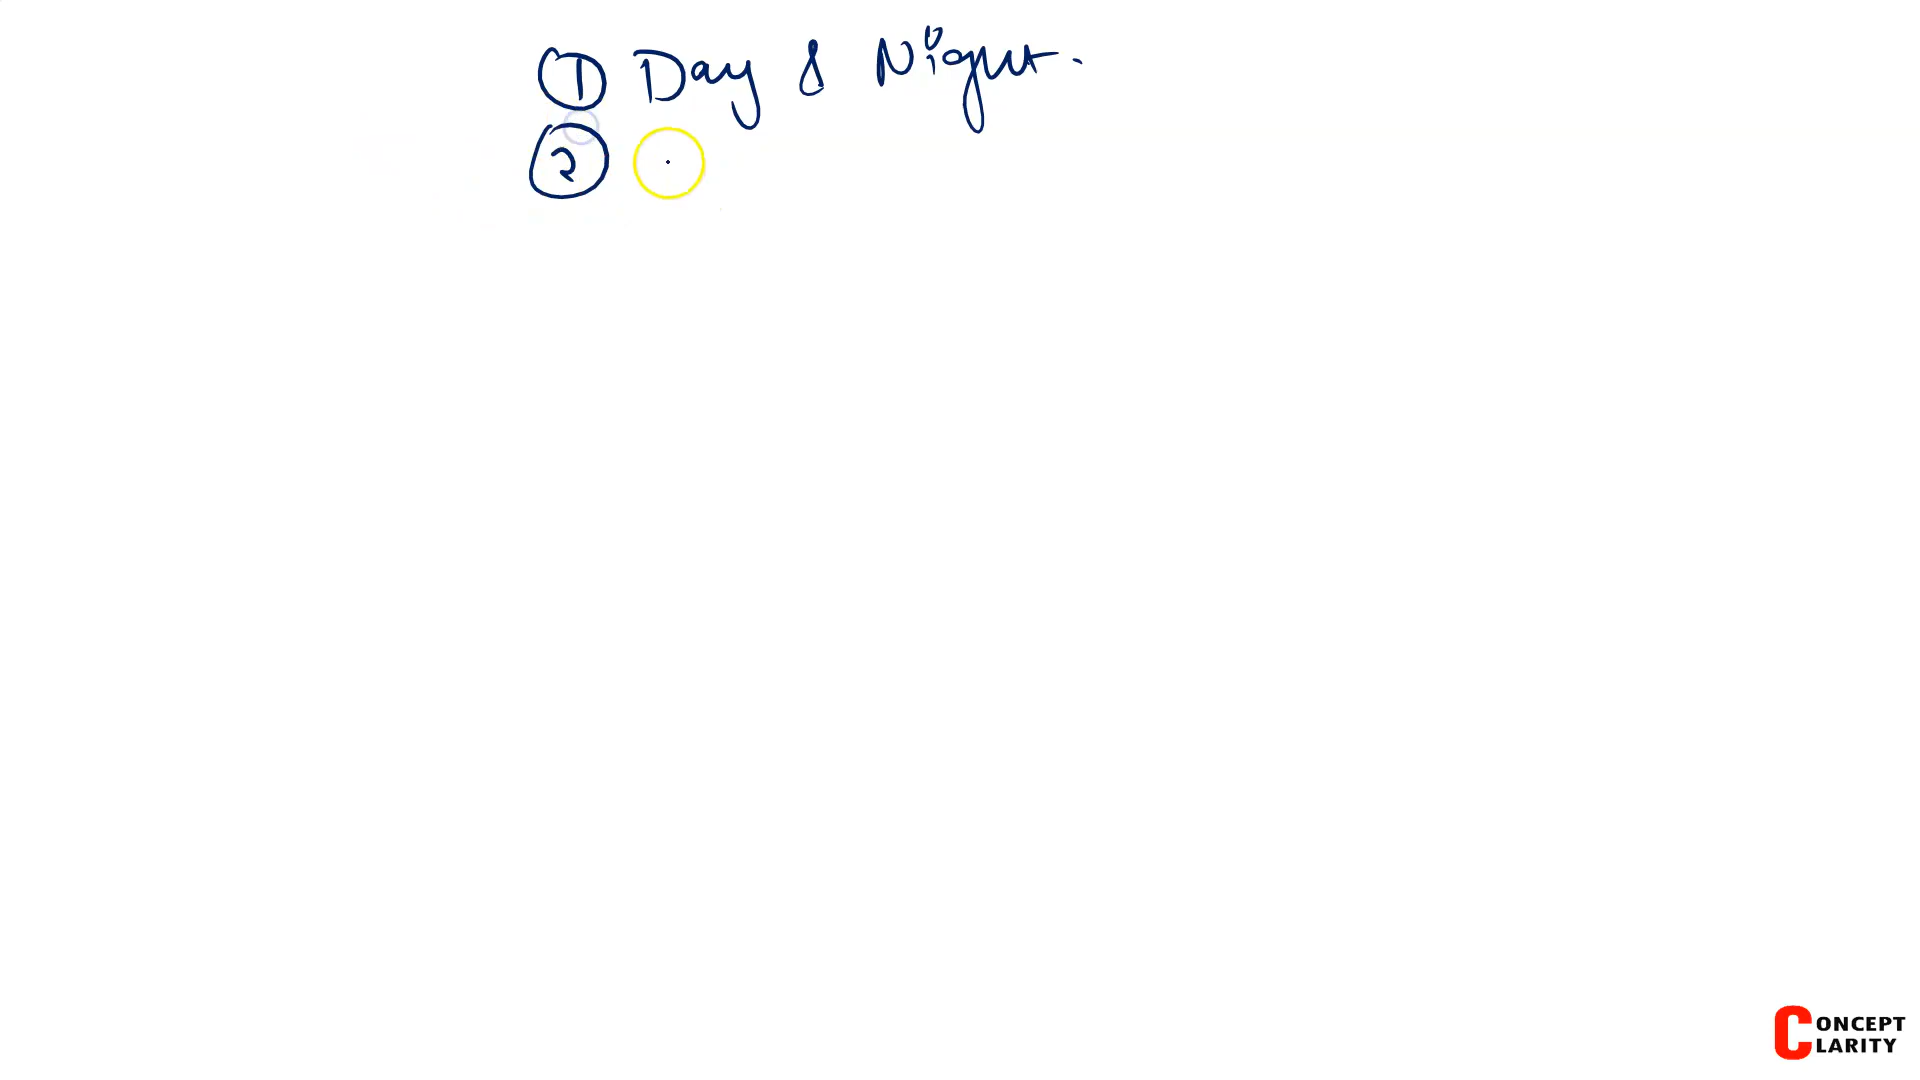 ① Day & Night.
②
CONCEPT
CLARITY